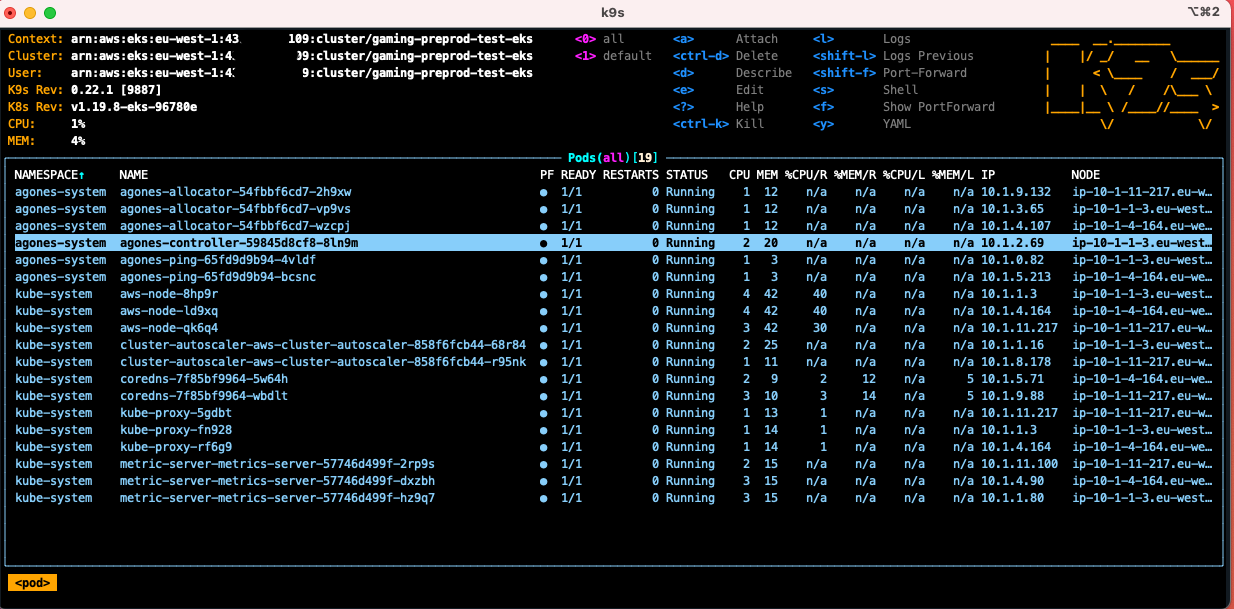 k9s ⌥⌘2
Context: arn:aws:eks:eu-west-1:43 109:cluster/gaming-preprod-test-eks <0> all <a> Attach <l> Logs
Cluster: arn:aws:eks:eu-west-1:4 9:cluster/gaming-preprod-test-eks <1> default <ctrl-d> Delete <shift-l> Logs Previous
User: arn:aws:eks:eu-west-1:4 9:cluster/gaming-preprod-test-eks <d> Describe <shift-f> Port-Forward
K9s Rev: 0.22.1 [9887] <e> Edit <s> Shell
K8s Rev: v1.19.8-eks-96780e <?> Help <f> Show PortForward
CPU: 1% <ctrl-k> Kill <y> YAML
MEM: 4%
Pods(all)[19]
NAMESPACE↑ NAME PF READY RESTARTS STATUS CPU MEM %CPU/R %MEM/R %CPU/L %MEM/L IP NODE
agones-system agones-allocator-54fbbf6cd7-2h9xw ● 1/1 0 Running 1 12 n/a n/a n/a n/a 10.1.9.132 ip-10-1-11-217.eu-w…
agones-system agones-allocator-54fbbf6cd7-vp9vs ● 1/1 0 Running 1 12 n/a n/a n/a n/a 10.1.3.65 ip-10-1-1-3.eu-west…
agones-system agones-allocator-54fbbf6cd7-wzcpj ● 1/1 0 Running 1 12 n/a n/a n/a n/a 10.1.4.107 ip-10-1-4-164.eu-we…
agones-system agones-controller-59845d8cf8-8ln9m ● 1/1 0 Running 2 20 n/a n/a n/a n/a 10.1.2.69 ip-10-1-1-3.eu-west…
agones-system agones-ping-65fd9d9b94-4vldf ● 1/1 0 Running 1 3 n/a n/a n/a n/a 10.1.0.82 ip-10-1-1-3.eu-west…
agones-system agones-ping-65fd9d9b94-bcsnc ● 1/1 0 Running 1 3 n/a n/a n/a n/a 10.1.5.213 ip-10-1-4-164.eu-we…
kube-system aws-node-8hp9r ● 1/1 0 Running 4 42 40 n/a n/a n/a 10.1.1.3 ip-10-1-1-3.eu-west…
kube-system aws-node-ld9xq ● 1/1 0 Running 4 42 40 n/a n/a n/a 10.1.4.164 ip-10-1-4-164.eu-we…
kube-system aws-node-qk6q4 ● 1/1 0 Running 3 42 30 n/a n/a n/a 10.1.11.217 ip-10-1-11-217.eu-w…
kube-system cluster-autoscaler-aws-cluster-autoscaler-858f6fcb44-68r84 ● 1/1 0 Running 2 25 n/a n/a n/a n/a 10.1.1.16 ip-10-1-1-3.eu-west…
kube-system cluster-autoscaler-aws-cluster-autoscaler-858f6fcb44-r95nk ● 1/1 0 Running 1 11 n/a n/a n/a n/a 10.1.8.178 ip-10-1-11-217.eu-w…
kube-system coredns-7f85bf9964-5w64h ● 1/1 0 Running 2 9 2 12 n/a 5 10.1.5.71 ip-10-1-4-164.eu-we…
kube-system coredns-7f85bf9964-wbdlt ● 1/1 0 Running 3 10 3 14 n/a 5 10.1.9.88 ip-10-1-11-217.eu-w…
kube-system kube-proxy-5gdbt ● 1/1 0 Running 1 13 1 n/a n/a n/a 10.1.11.217 ip-10-1-11-217.eu-w…
kube-system kube-proxy-fn928 ● 1/1 0 Running 1 14 1 n/a n/a n/a 10.1.1.3 ip-10-1-1-3.eu-west…
kube-system kube-proxy-rf6g9 ● 1/1 0 Running 1 14 1 n/a n/a n/a 10.1.4.164 ip-10-1-4-164.eu-we…
kube-system metric-server-metrics-server-57746d499f-2rp9s ● 1/1 0 Running 2 15 n/a n/a n/a n/a 10.1.11.100 ip-10-1-11-217.eu-w…
kube-system metric-server-metrics-server-57746d499f-dxzbh ● 1/1 0 Running 3 15 n/a n/a n/a n/a 10.1.4.90 ip-10-1-4-164.eu-we…
kube-system metric-server-metrics-server-57746d499f-hz9q7 ● 1/1 0 Running 3 15 n/a n/a n/a n/a 10.1.1.80 ip-10-1-1-3.eu-west…
<pod>